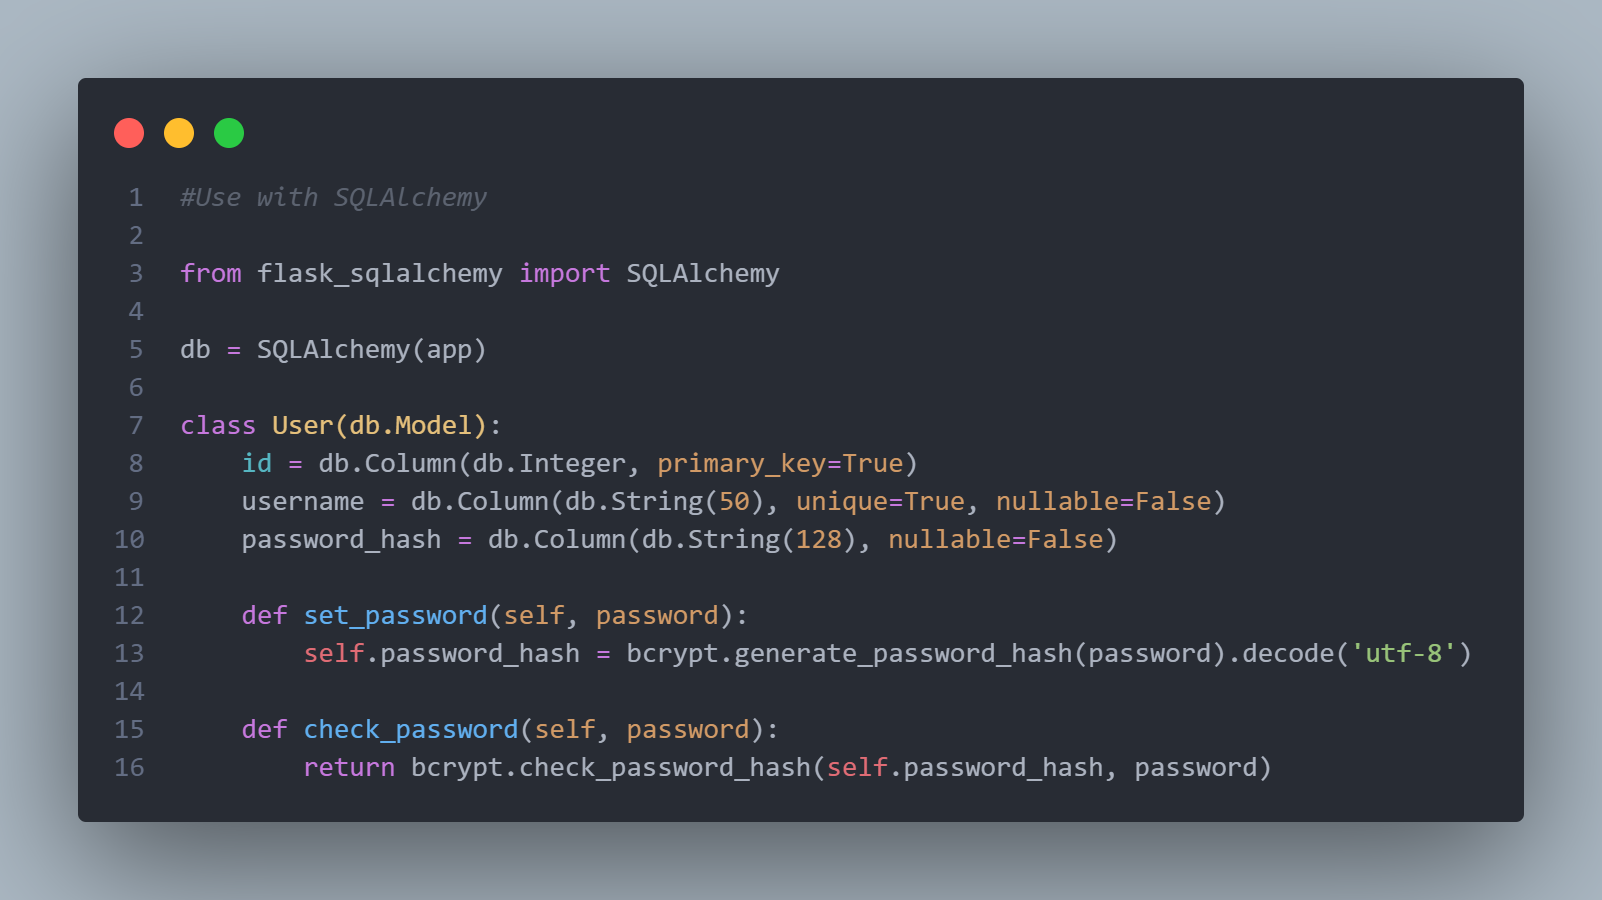 1 #Use with SQLAlchemy
2
3 from flask_sqlalchemy import SQLAlchemy
4
5 db = SQLAlchemy(app)
6
7 class User(db.Model):
8     id = db.Column(db.Integer, primary_key=True)
9     username = db.Column(db.String(50), unique=True, nullable=False)
10     password_hash = db.Column(db.String(128), nullable=False)
11
12     def set_password(self, password):
13         self.password_hash = bcrypt.generate_password_hash(password).decode('utf-8')
14
15     def check_password(self, password):
16         return bcrypt.check_password_hash(self.password_hash, password)